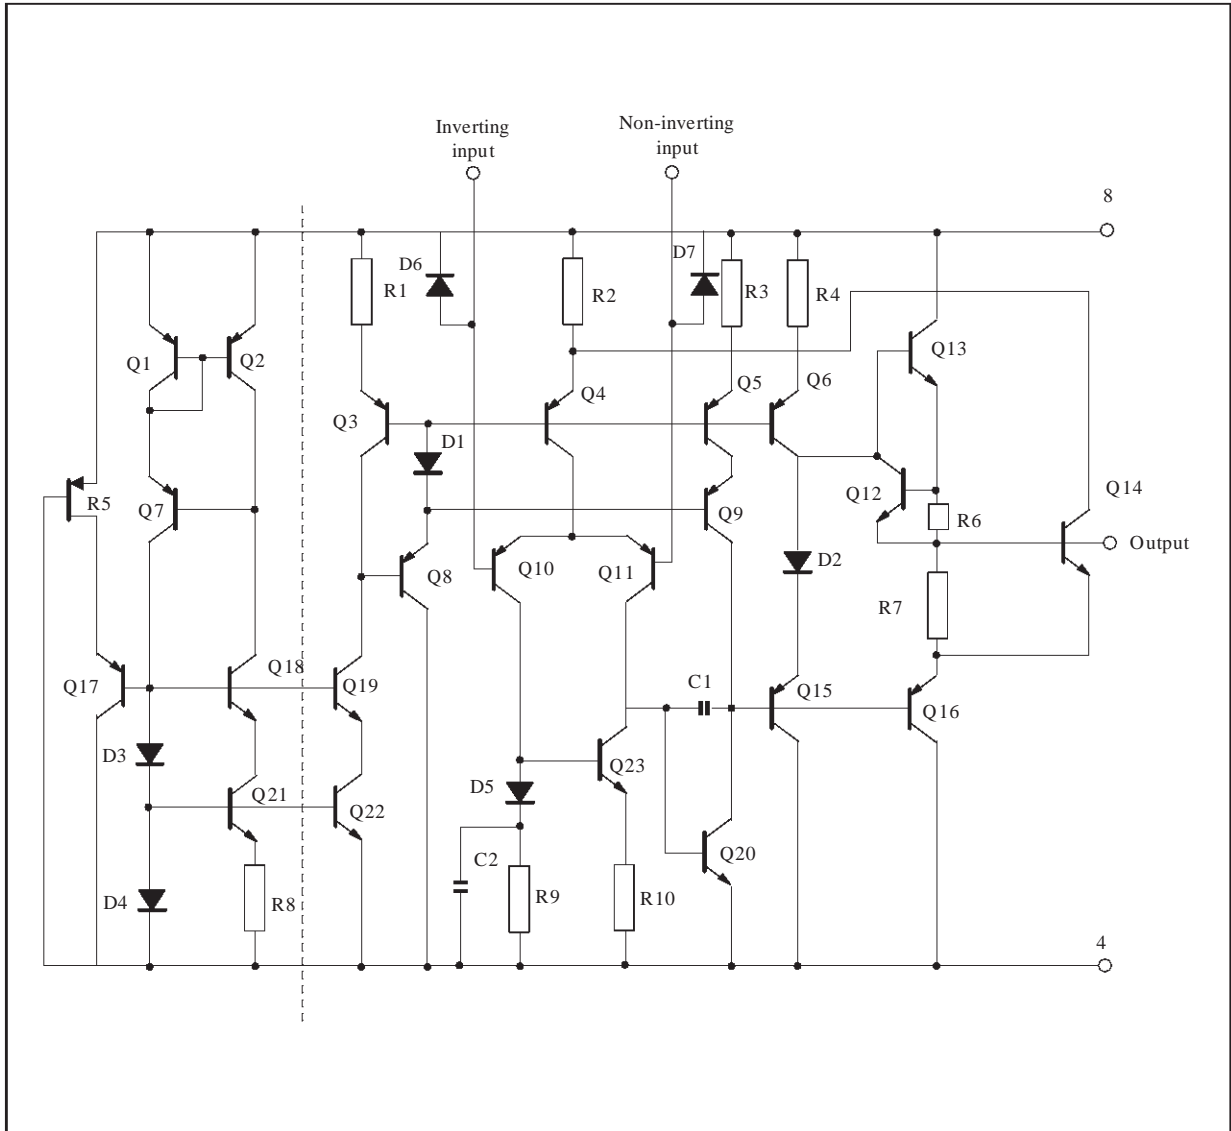 Inverting
input
Non-inverting
input
8
D6
D7
R1
R2
R3
R4
Q1
Q2
Q13
Q3
Q4
Q5
Q6
D1
R5
Q7
Q12
Q14
Q9
R6
Output
Q8
Q10
Q11
D2
R7
Q17
Q18
Q19
C1
Q15
Q16
D3
Q23
D5
Q21
Q22
Q20
C2
D4
R8
R9
R10
4